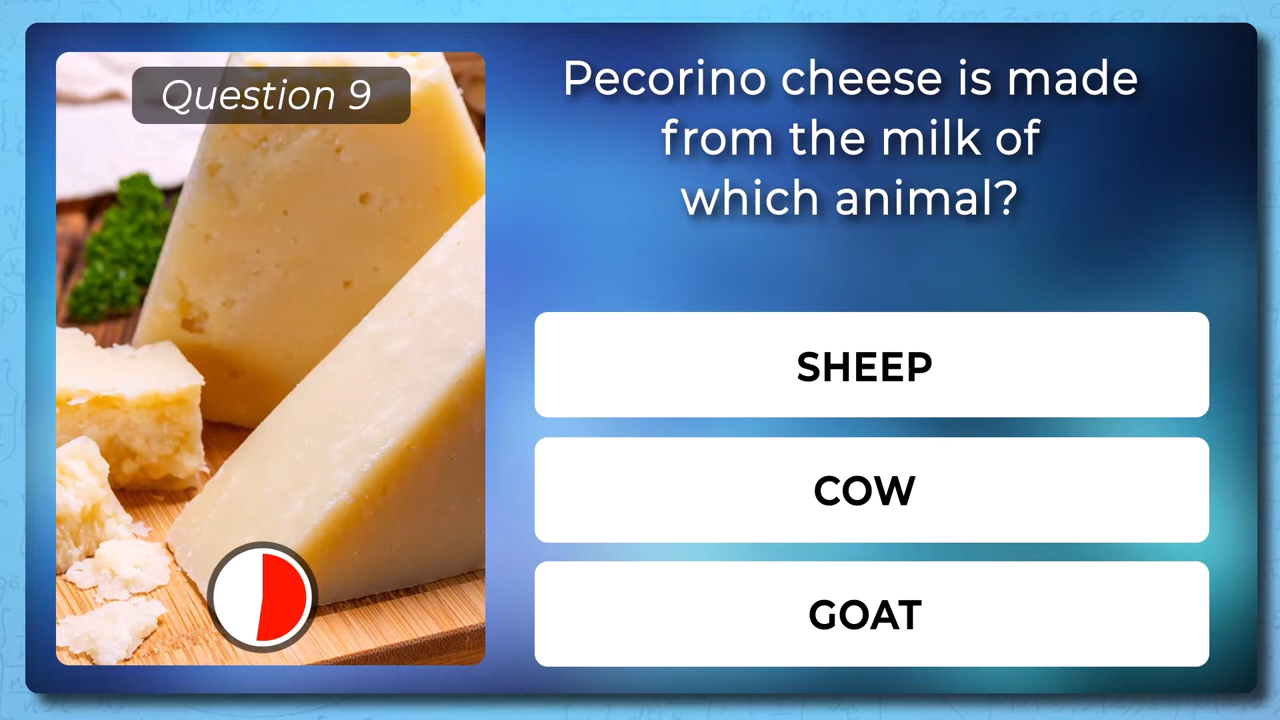 Question 9
Pecorino cheese is made
from the milk of
which animal?
SHEEP
COW
GOAT